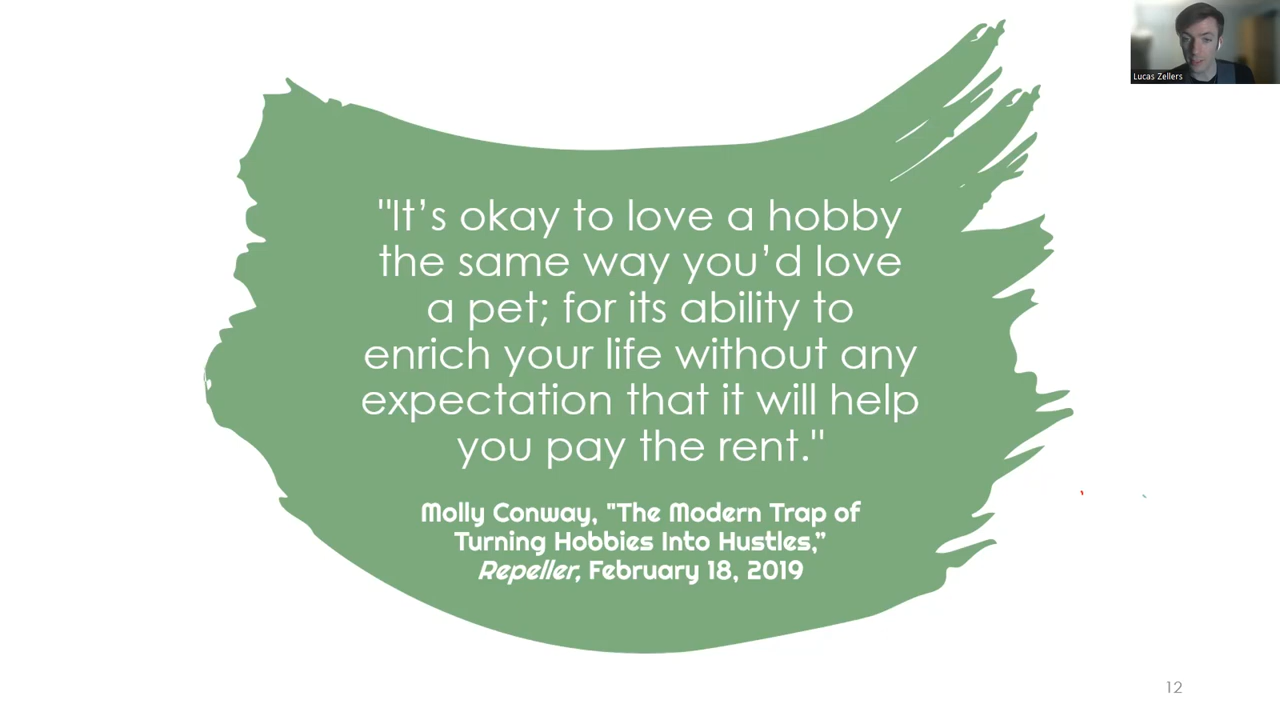 Lucas Zellers
"It’s okay to love a hobby
the same way you’d love
a pet; for its ability to
enrich your life without any
expectation that it will help
you pay the rent."
Molly Conway, "The Modern Trap of
Turning Hobbies Into Hustles,”
Repeller, February 18, 2019
12